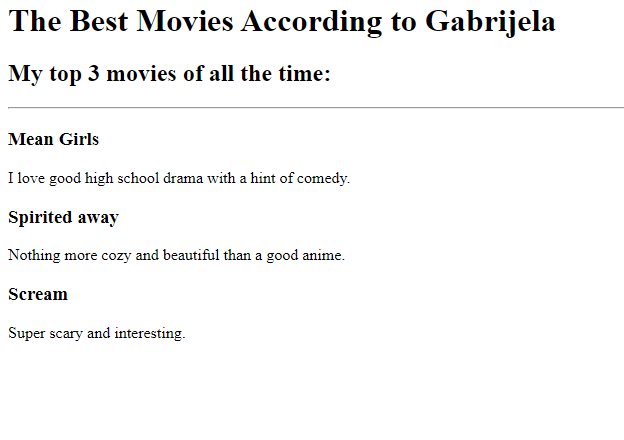 The Best Movies According to Gabrijela
My top 3 movies of all the time:
Mean Girls
I love good high school drama with a hint of comedy.
Spirited away
Nothing more cozy and beautiful than a good anime.
Scream
Super scary and interesting.